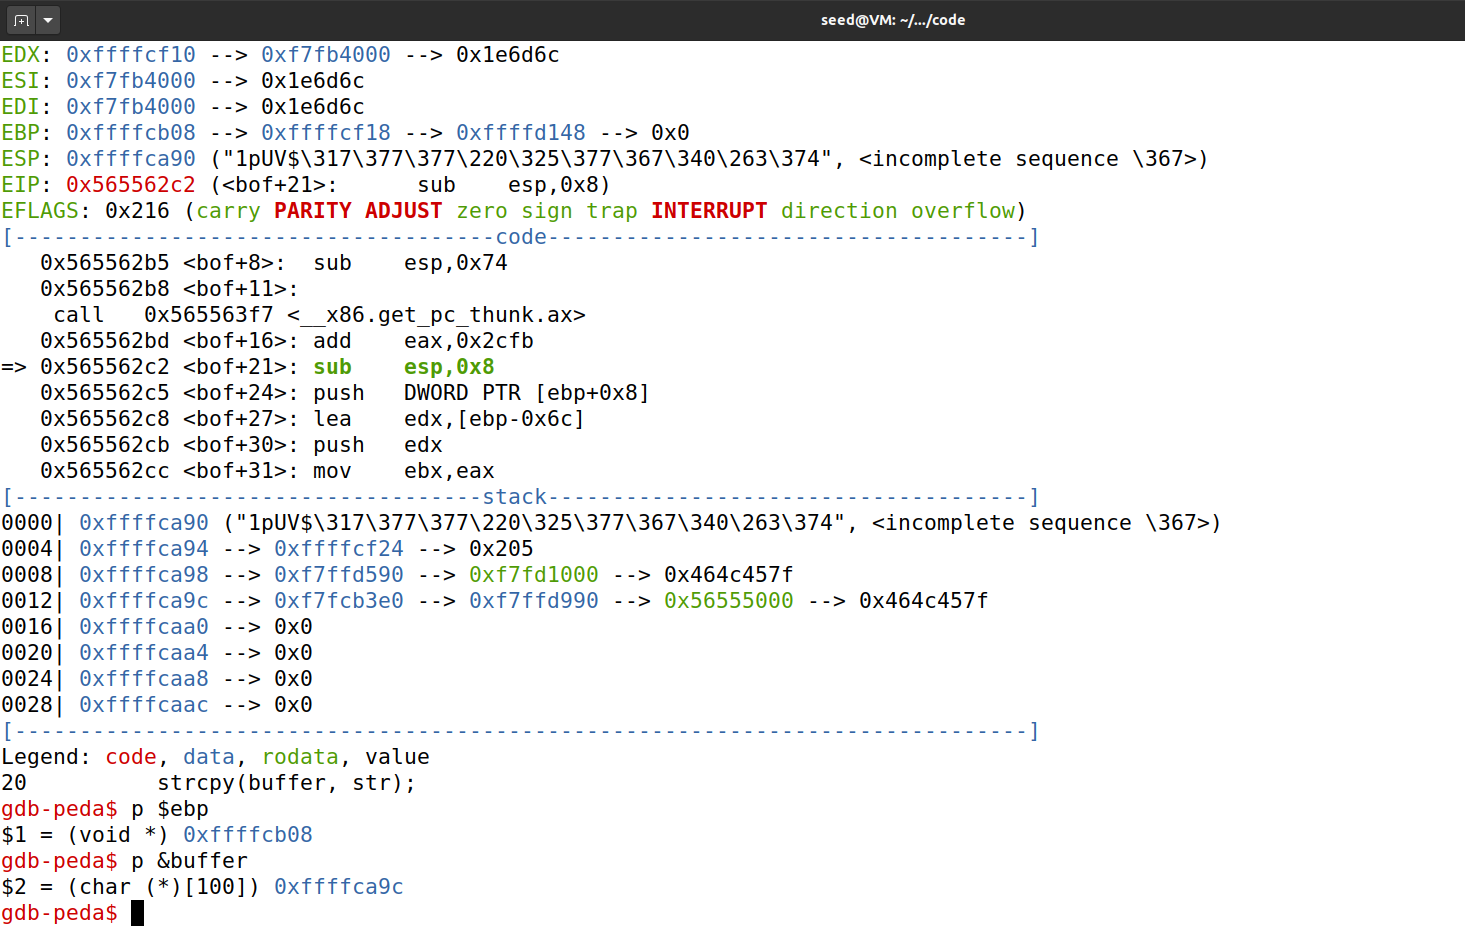 seed@VM: ~/.../code
EDX: 0xffffcf10 --> 0xf7fb4000 --> 0x1e6d6c
ESI: 0xf7fb4000 --> 0x1e6d6c
EDI: 0xf7fb4000 --> 0x1e6d6c
EBP: 0xffffcb08 --> 0xffffcf18 --> 0xffffd148 --> 0x0
ESP: 0xffffca90 ("1pUV$\317\377\377\220\325\377\367\340\263\374", <incomplete sequence \367>)
EIP: 0x565562c2 (<bof+21>:      sub    esp,0x8)
EFLAGS: 0x216 (carry PARITY ADJUST zero sign trap INTERRUPT direction overflow)
[-------------------------------------code-------------------------------------]
   0x565562b5 <bof+8>:  sub    esp,0x74
   0x565562b8 <bof+11>:
    call   0x565563f7 <__x86.get_pc_thunk.ax>
   0x565562bd <bof+16>: add    eax,0x2cfb
=> 0x565562c2 <bof+21>: sub    esp,0x8
   0x565562c5 <bof+24>: push   DWORD PTR [ebp+0x8]
   0x565562c8 <bof+27>: lea    edx,[ebp-0x6c]
   0x565562cb <bof+30>: push   edx
   0x565562cc <bof+31>: mov    ebx,eax
[------------------------------------stack-------------------------------------]
0000| 0xffffca90 ("1pUV$\317\377\377\220\325\377\367\340\263\374", <incomplete sequence \367>)
0004| 0xffffca94 --> 0xffffcf24 --> 0x205
0008| 0xffffca98 --> 0xf7ffd590 --> 0xf7fd1000 --> 0x464c457f
0012| 0xffffca9c --> 0xf7fcb3e0 --> 0xf7ffd990 --> 0x56555000 --> 0x464c457f
0016| 0xffffcaa0 --> 0x0
0020| 0xffffcaa4 --> 0x0
0024| 0xffffcaa8 --> 0x0
0028| 0xffffcaac --> 0x0
[------------------------------------------------------------------------------]
Legend: code, data, rodata, value
20          strcpy(buffer, str);
gdb-peda$ p $ebp
$1 = (void *) 0xffffcb08
gdb-peda$ p &buffer
$2 = (char (*)[100]) 0xffffca9c
gdb-peda$